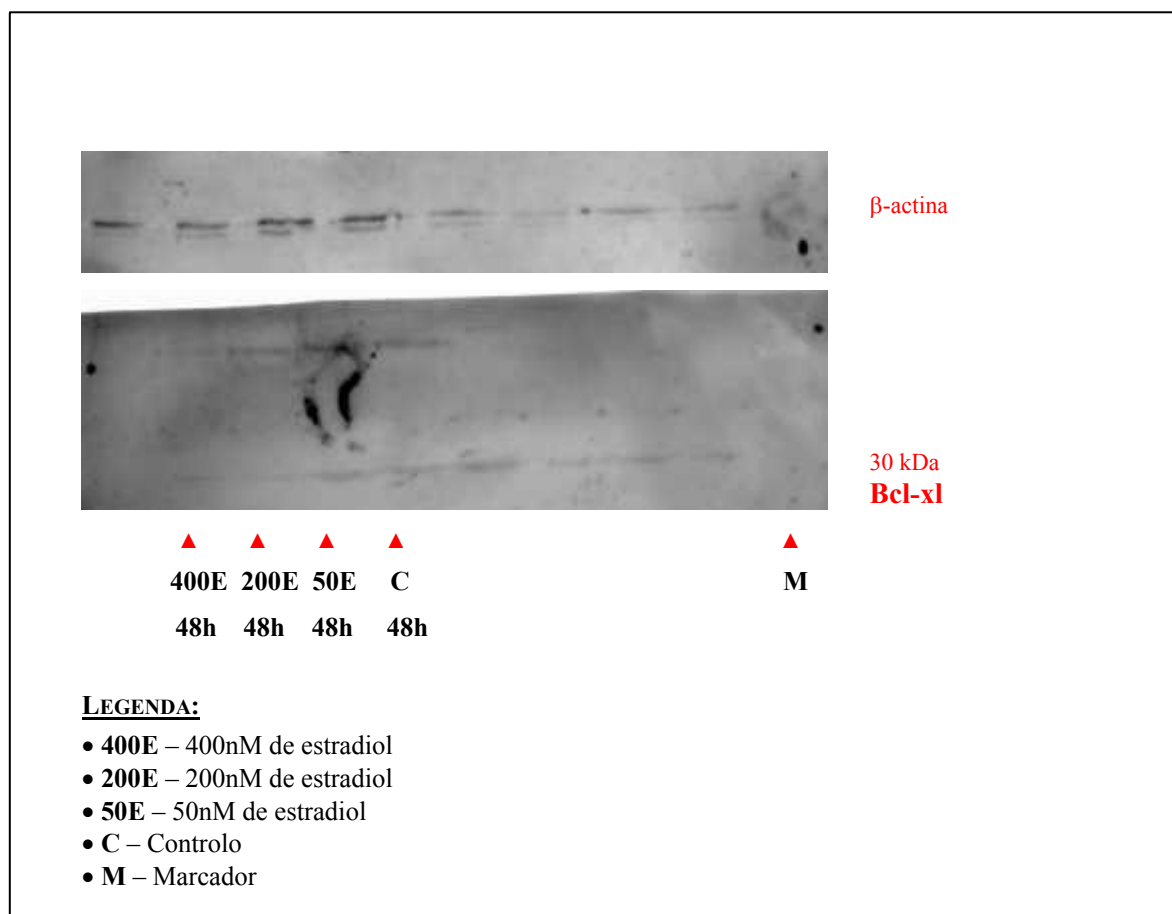 β-actina
30 kDa
Bcl-xl
▲ ▲ ▲ ▲ ▲
400E 200E 50E C M
48h 48h 48h 48h
LEGENDA:
• 400E – 400nM de estradiol
• 200E – 200nM de estradiol
• 50E – 50nM de estradiol
• C – Controlo
• M – Marcador